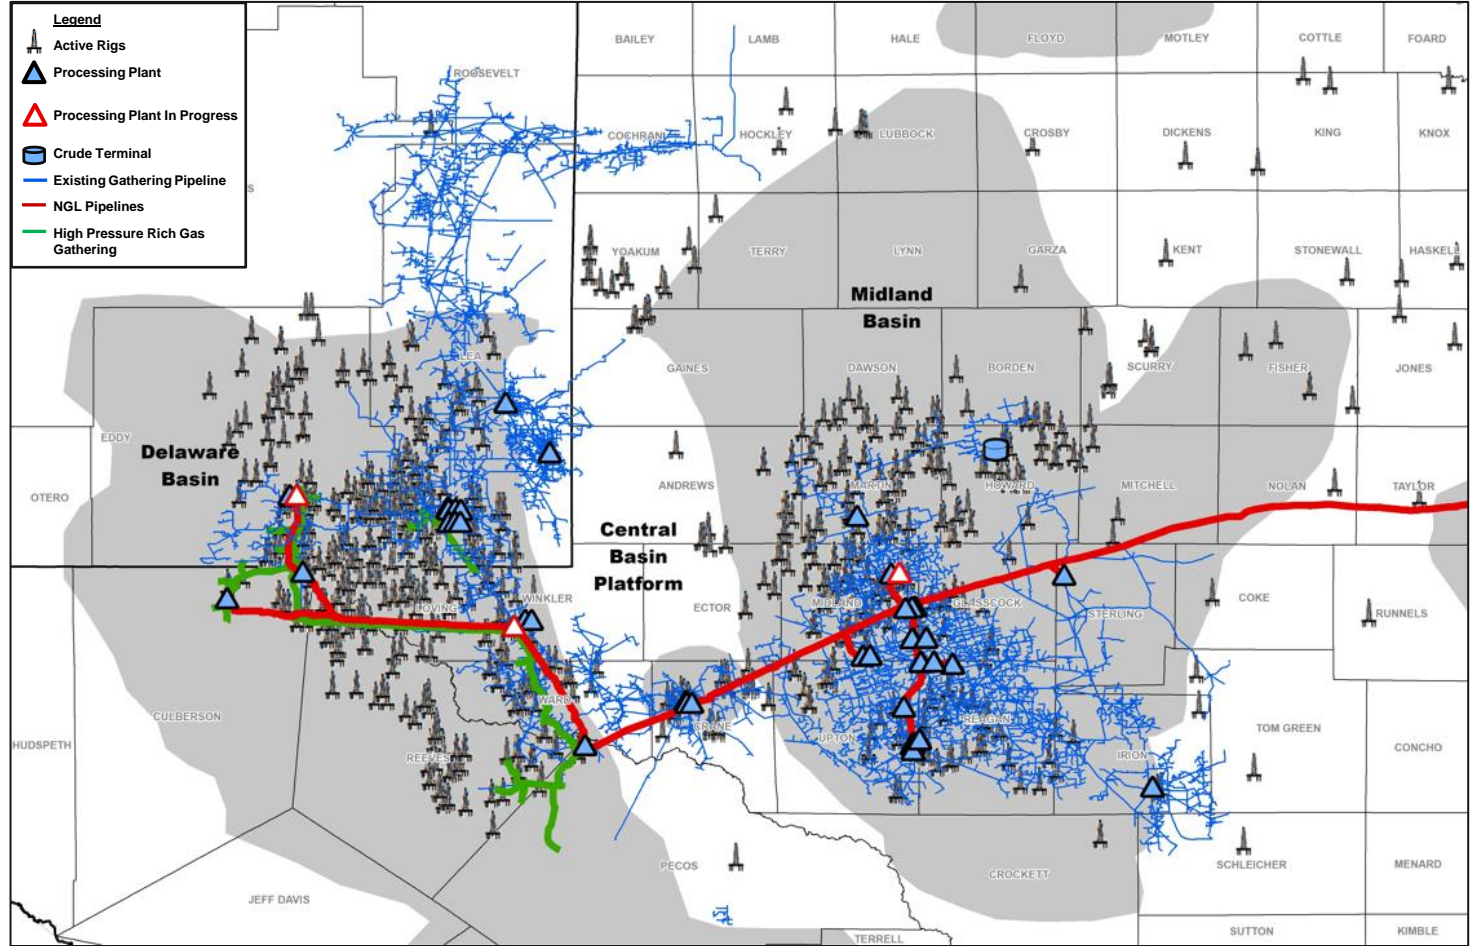 Legend
Active Rigs
Processing Plant
Processing Plant In Progress
Crude Terminal
Existing Gathering Pipeline
NGL Pipelines
High Pressure Rich Gas
Gathering
BAILEY
LAMB
HALE
FLOYD
MOTLEY
COTTLE
FOARD
ROOSEVELT
COCHRAN
HOCKLEY
LUBBOCK
CROSBY
DICKENS
KING
KNOX
S
YOAKUM
TERRY
LYNN
GARZA
KENT
STONEWALL
HASKELL
Midland
Basin
LEA
GAINES
DAWSON
BORDEN
SCURRY
FISHER
JONES
EDDY
Delaware
Basin
OTERO
ANDREWS
MARTIN
HOWARD
MITCHELL
NOLAN
TAYLOR
Central
Basin
Platform
LOVING
WINKLER
ECTOR
MIDLAND
GLASSCOCK
STERLING
COKE
RUNNELS
HUDSPETH
CULBERSON
REEVES
WARD
CRANE
UPTON
REAGAN
IRION
TOM GREEN
CONCHO
JEFF DAVIS
PECOS
CROCKETT
SCHLEICHER
MENARD
TERRELL
SUTTON
KIMBLE